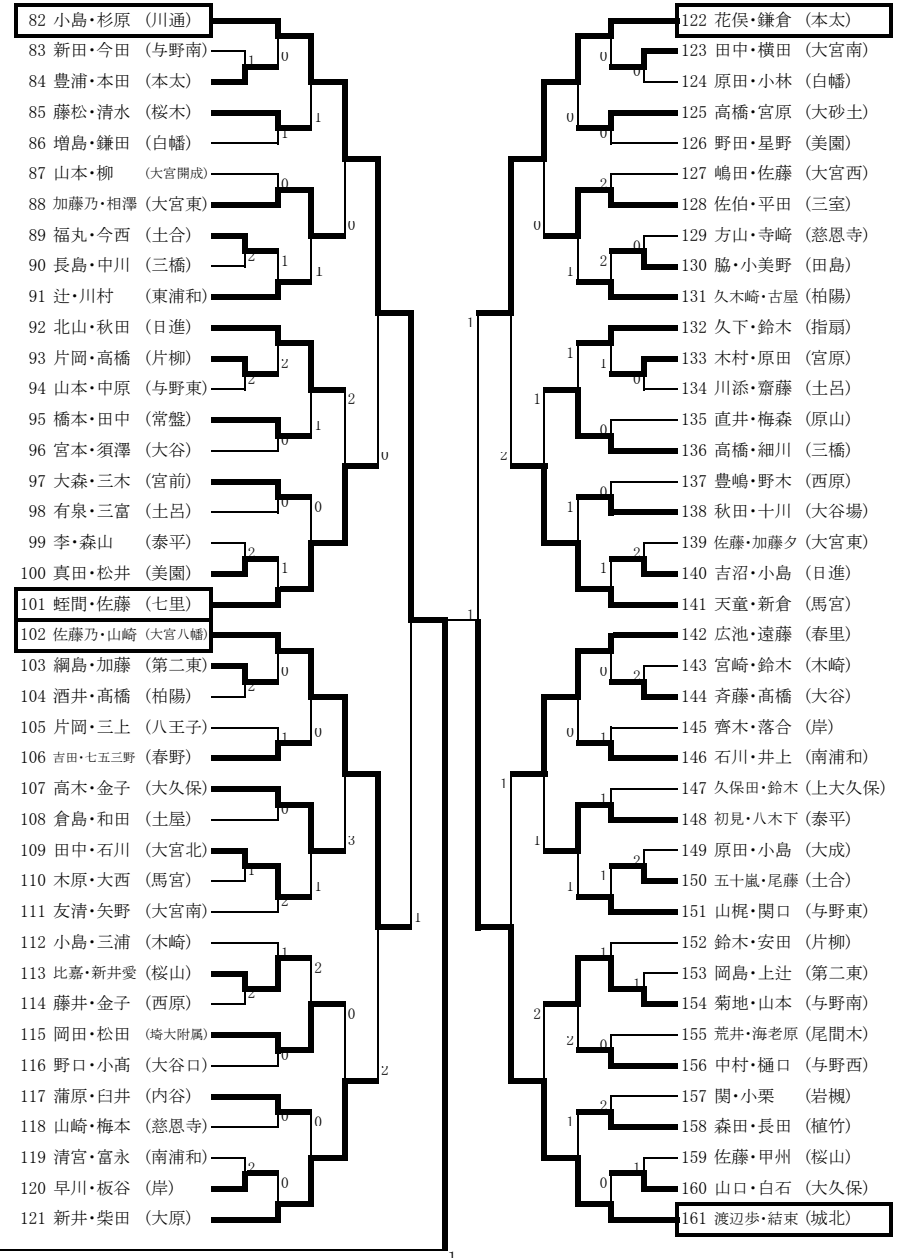 82 小島・杉原 (川通)
83 新田・今田 (与野南)
84 豊浦・本田 (本太)
85 藤松・清水 (桜木)
86 増島・鎌田 (白幡)
87 山本・柳 (大宮開成)
88 加藤乃・相澤 (大宮東)
89 福丸・今西 (土合)
90 長島・中川 (三橋)
91 辻・川村 (東浦和)
92 北山・秋田 (日進)
93 片岡・高橋 (片柳)
94 山本・中原 (与野東)
95 橋本・田中 (常盤)
96 宮本・須澤 (大谷)
97 大森・三木 (宮前)
98 有泉・三富 (土呂)
99 李・森山 (泰平)
100 真田・松井 (美園)
101 蛭間・佐藤 (七里)
102 佐藤乃・山崎 (大宮八幡)
103 綱島・加藤 (第二東)
104 酒井・髙橋 (柏陽)
105 片岡・三上 (八王子)
106 吉田・七五三野 (春野)
107 高木・金子 (大久保)
108 倉島・和田 (土屋)
109 田中・石川 (大宮北)
110 木原・大西 (馬宮)
111 友清・矢野 (大宮南)
112 小島・三浦 (木崎)
113 比嘉・新井愛 (桜山)
114 藤井・金子 (西原)
115 岡田・松田 (埼大附属)
116 野口・小髙 (大谷口)
117 蒲原・臼井 (内谷)
118 山崎・梅本 (慈恩寺)
119 清宮・富永 (南浦和)
120 早川・板谷 (岸)
121 新井・柴田 (大原)
122 花俣・鎌倉 (本太)
123 田中・横田 (大宮南)
124 原田・小林 (白幡)
125 高橋・宮原 (大砂土)
126 野田・星野 (美園)
127 嶋田・佐藤 (大宮西)
128 佐伯・平田 (三室)
129 方山・寺﨑 (慈恩寺)
130 脇・小美野 (田島)
131 久木崎・古屋 (柏陽)
132 久下・鈴木 (指扇)
133 木村・原田 (宮原)
134 川添・齋藤 (土呂)
135 直井・梅森 (原山)
136 高橋・細川 (三橋)
137 豊嶋・野木 (西原)
138 秋田・十川 (大谷場)
139 佐藤・加藤夕 (大宮東)
140 吉沼・小島 (日進)
141 天童・新倉 (馬宮)
142 広池・遠藤 (春里)
143 宮崎・鈴木 (木崎)
144 斉藤・髙橋 (大谷)
145 齊木・落合 (岸)
146 石川・井上 (南浦和)
147 久保田・鈴木 (上大久保)
148 初見・八木下 (泰平)
149 原田・小島 (大成)
150 五十嵐・尾藤 (土合)
151 山梶・関口 (与野東)
152 鈴木・安田 (片柳)
153 岡島・上辻 (第二東)
154 菊地・山本 (与野南)
155 荒井・海老原 (尾間木)
156 中村・樋口 (与野西)
157 関・小栗 (岩槻)
158 森田・長田 (植竹)
159 佐藤・甲州 (桜山)
160 山口・白石 (大久保)
161 渡辺歩・結束 (城北)